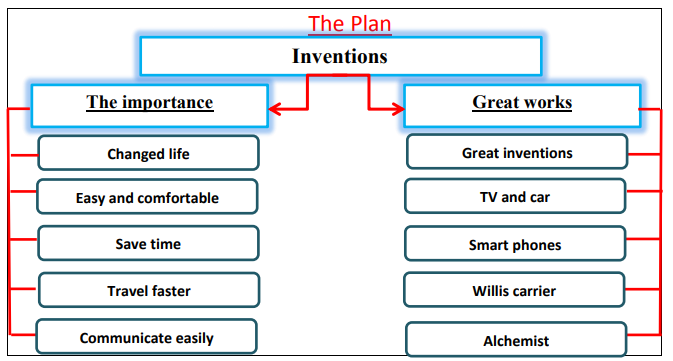 The Plan
Inventions
The importance
Changed life
Easy and comfortable
Save time
Travel faster
Communicate easily
Great works
Great inventions
TV and car
Smart phones
Willis carrier
Alchemist